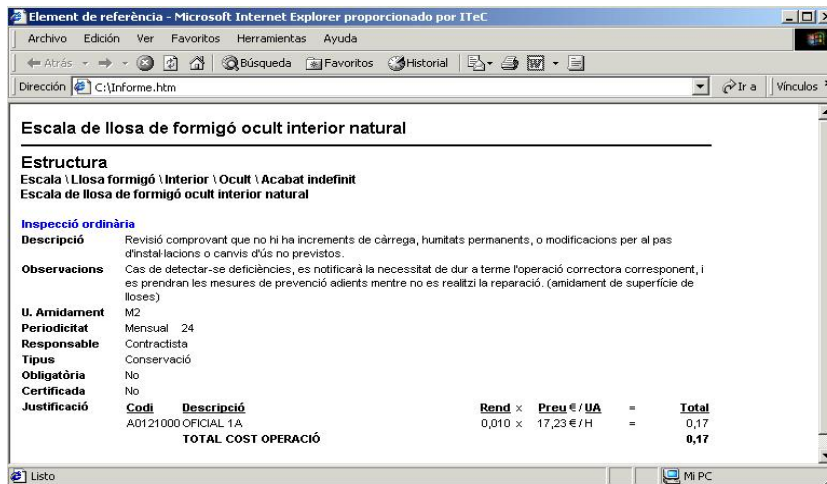 Element de referència - Microsoft Internet Explorer proporcionado por ITeC
Archivo Edición Ver Favoritos Herramientas Ayuda
Atrás Búsqueda Favoritos Historial
Dirección C:\Informe.htm Ir a Vínculos
Escala de llosa de formigó ocult interior natural
Estructura
Escala \ Llosa formigó \ Interior \ Ocult \ Acabat indefinit
Escala de llosa de formigó ocult interior natural
Inspecció ordinària
Descripció Revisió comprovant que no hi ha increments de càrrega, humitats permanents, o modificacions per al pas
d'instal·lacions o canvis d'ús no previstos.
Observacions Cas de detectar-se deficiències, es notificarà la necessitat de dur a terme l'operació correctora corresponent, i
es prendran les mesures de prevenció adients mentre no es realitzi la reparació. (amidament de superfície de
lloses)
U. Amidament M2
Periodicitat Mensual 24
Responsable Contractista
Tipus Conservació
Obligatòria No
Certificada No
Justificació Codi Descripció Rend x Preu € / UA = Total
A0121000 OFICIAL 1A 0,010 x 17,23 € / H = 0,17
TOTAL COST OPERACIÓ 0,17
Listo Mi PC